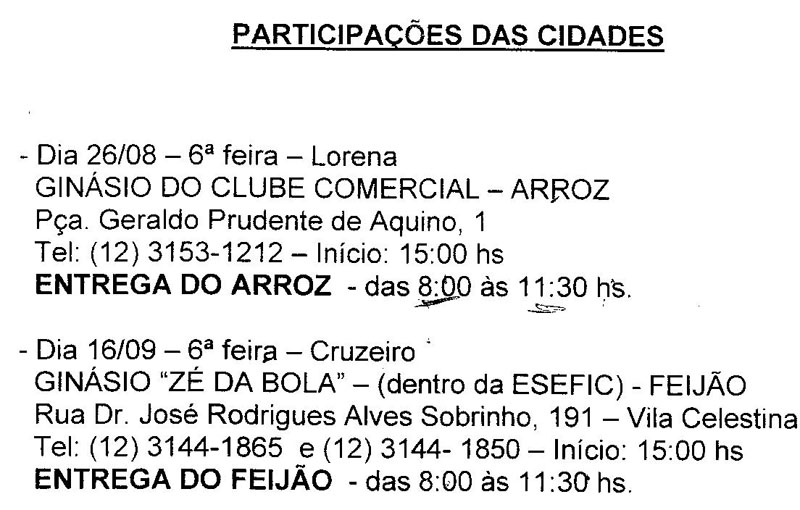 PARTICIPAÇÕES DAS CIDADES
- Dia 26/08 – 6ª feira – Lorena
GINÁSIO DO CLUBE COMERCIAL – ARROZ
Pça. Geraldo Prudente de Aquino, 1
Tel: (12) 3153-1212 – Início: 15:00 hs
ENTREGA DO ARROZ - das 8:00 às 11:30 hs.
- Dia 16/09 – 6ª feira – Cruzeiro
GINÁSIO "ZÉ DA BOLA" – (dentro da ESEFIC) - FEIJÃO
Rua Dr. José Rodrigues Alves Sobrinho, 191 – Vila Celestina
Tel: (12) 3144-1865 e (12) 3144- 1850 – Início: 15:00 hs
ENTREGA DO FEIJÃO - das 8:00 às 11:30 hs.